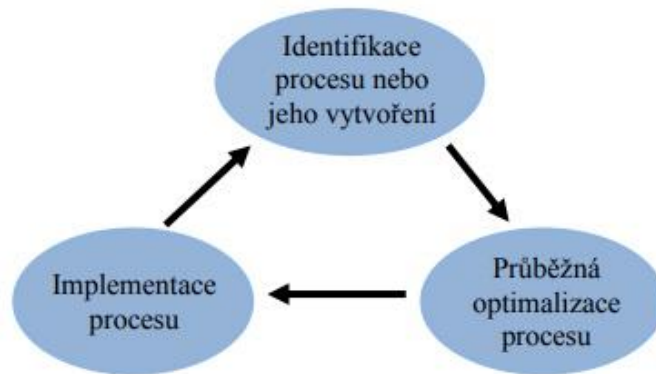 Identifikace
procesu nebo
jeho vytvoření
Implementace
procesu
Průběžná
optimalizace
procesu